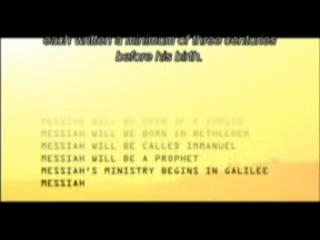 each written a minimum of three centuries
before his birth.
MESSIAH WILL BE BORN OF A VIRGIN
MESSIAH WILL BE BORN IN BETHLEHEM
MESSIAH WILL BE CALLED IMMANUEL
MESSIAH WILL BE A PROPHET
MESSIAH'S MINISTRY BEGINS IN GALILEE
MESSIAH